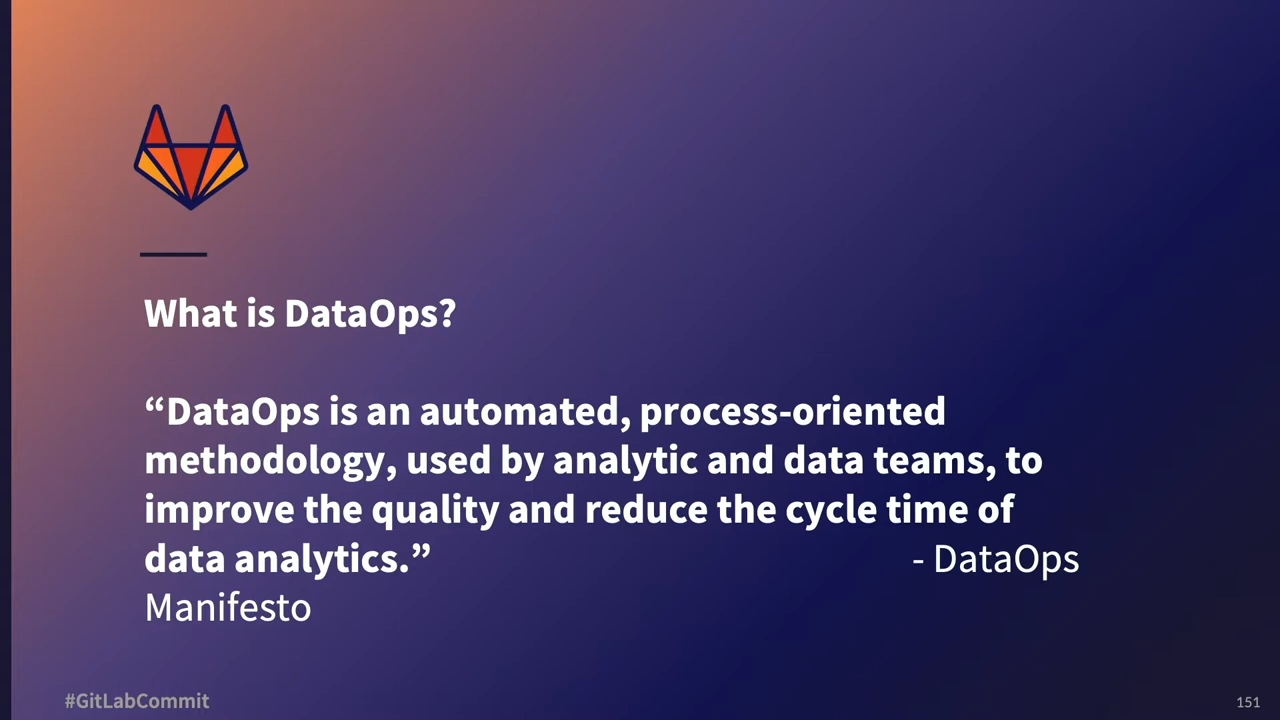 What is DataOps?
“DataOps is an automated, process-oriented
methodology, used by analytic and data teams, to
improve the quality and reduce the cycle time of
data analytics.” - DataOps
Manifesto
#GitLabCommit
151